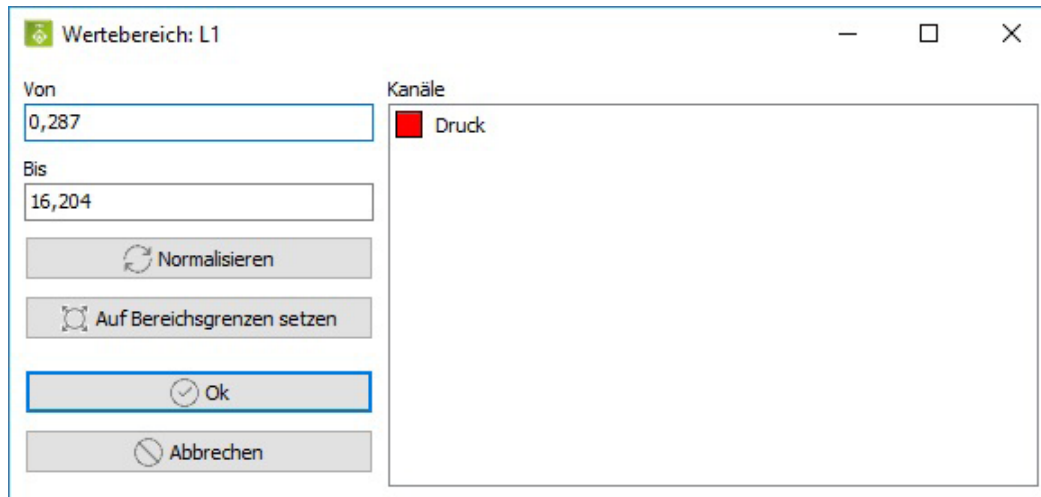 Wertebereich: L1
Von
0,287
Bis
16,204
Normalisieren
Auf Bereichsgrenzen setzen
Ok
Abbrechen
Kanäle
Druck